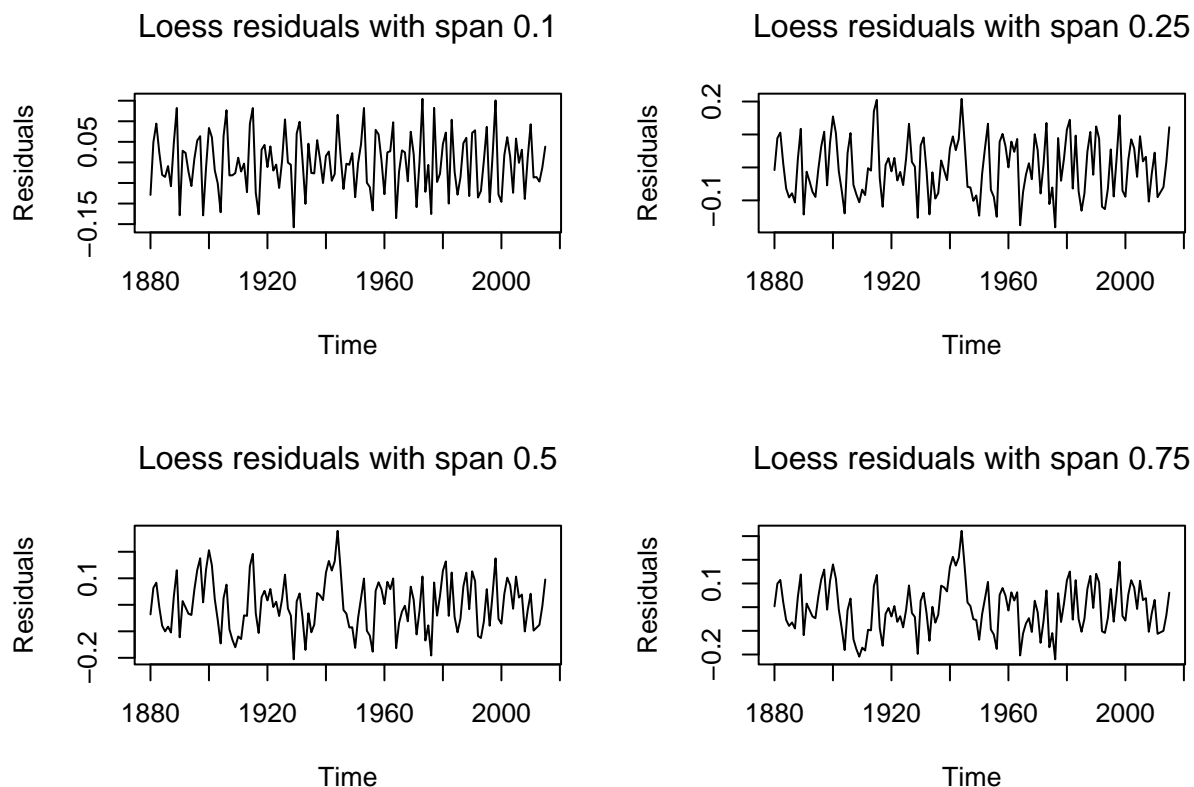 Loess residuals with span 0.1
Residuals
−0.15 0.05
1880 1920 1960 2000
Time
Loess residuals with span 0.25
Residuals
−0.1 0.2
1880 1920 1960 2000
Time
Loess residuals with span 0.5
Residuals
−0.2 0.1
1880 1920 1960 2000
Time
Loess residuals with span 0.75
Residuals
−0.2 0.1
1880 1920 1960 2000
Time